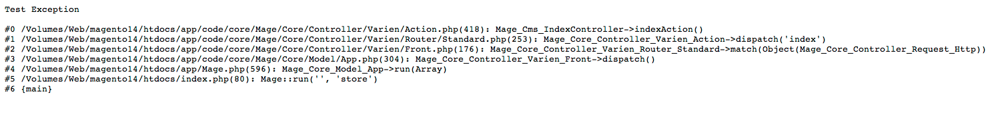 Test Exception
#0 /Volumes/Web/magento14/htdocs/app/code/core/Mage/Core/Controller/Varien/Action.php(418): Mage_Cms_IndexController->indexAction()
#1 /Volumes/Web/magento14/htdocs/app/code/core/Mage/Core/Controller/Varien/Router/Standard.php(253): Mage_Core_Controller_Varien_Action->dispatch('index')
#2 /Volumes/Web/magento14/htdocs/app/code/core/Mage/Core/Controller/Varien/Front.php(176): Mage_Core_Controller_Varien_Router_Standard->match(Object(Mage_Core_Controller_Request_Http))
#3 /Volumes/Web/magento14/htdocs/app/code/core/Mage/Core/Model/App.php(304): Mage_Core_Controller_Varien_Front->dispatch()
#4 /Volumes/Web/magento14/htdocs/app/Mage.php(596): Mage_Core_Model_App->run(Array)
#5 /Volumes/Web/magento14/htdocs/index.php(80): Mage::run('', 'store')
#6 {main}